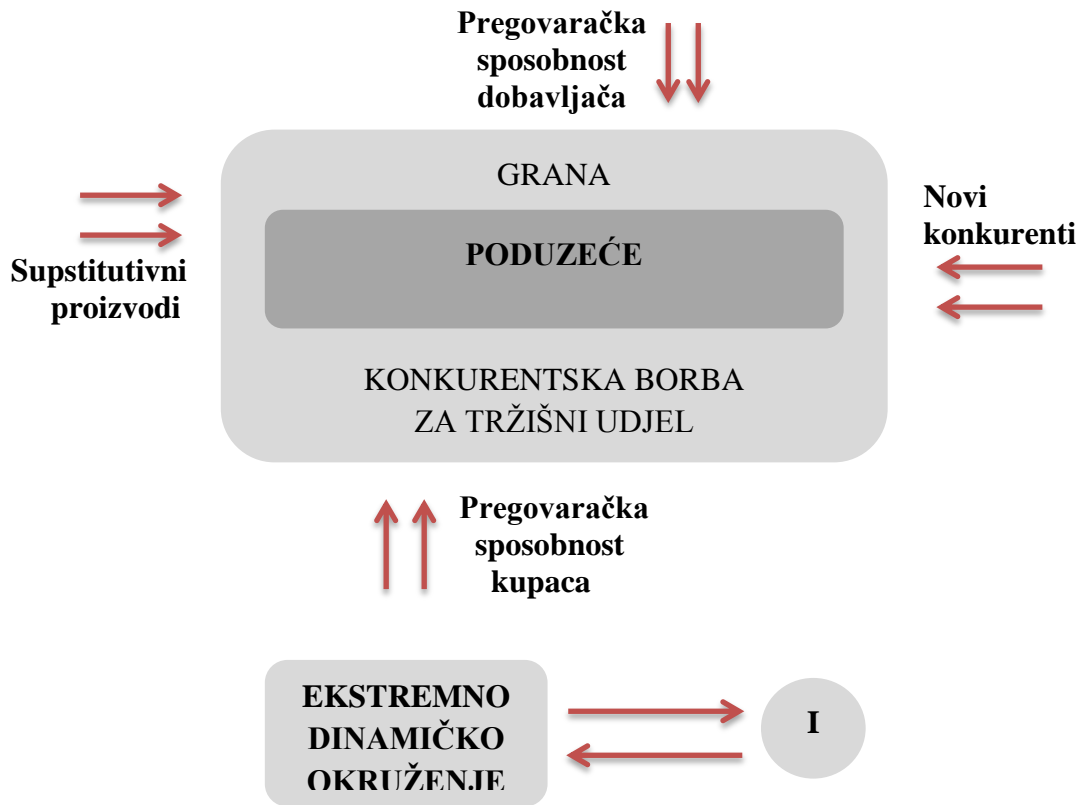 Pregovaračka
sposobnost
dobavljača
GRANA
PODUZEĆE
KONKURENTSKA BORBA
ZA TRŽIŠNI UDJEL
Supstitutivni
proizvodi
Novi
konkurenti
Pregovaračka
sposobnost
kupaca
EKSTREMNO
DINAMIČKO
OKRUŽENJE
I